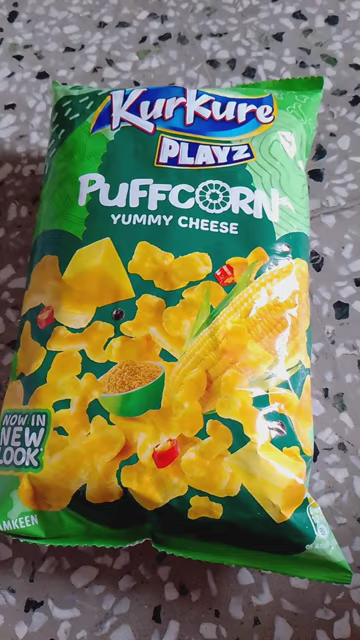 KurKure
PLAYZ
PUFFCORN
YUMMY CHEESE
NOW IN
NEW
LOOK